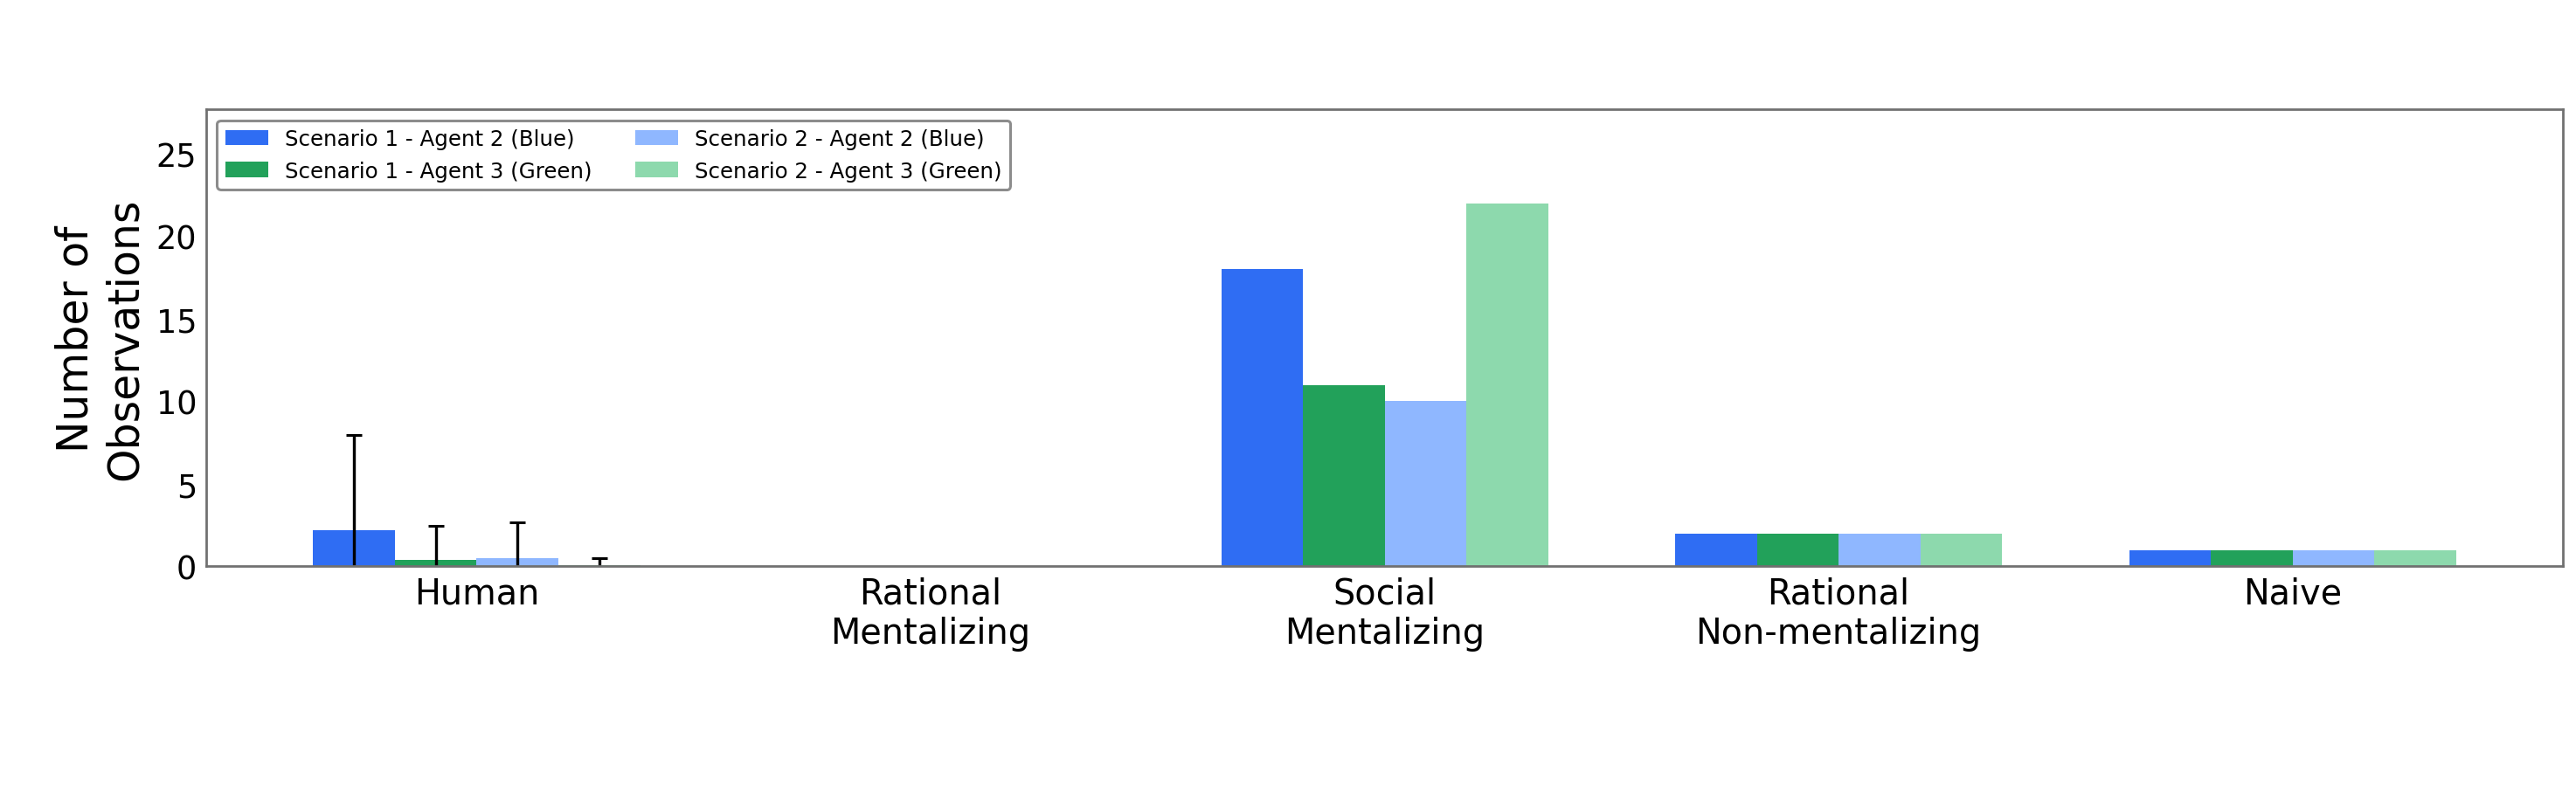 Number of
Observations
25
20
15
10
5
0
Scenario 1 - Agent 2 (Blue)
Scenario 1 - Agent 3 (Green)
Scenario 2 - Agent 2 (Blue)
Scenario 2 - Agent 3 (Green)
Human
Rational
Mentalizing
Social
Mentalizing
Rational
Non-mentalizing
Naive